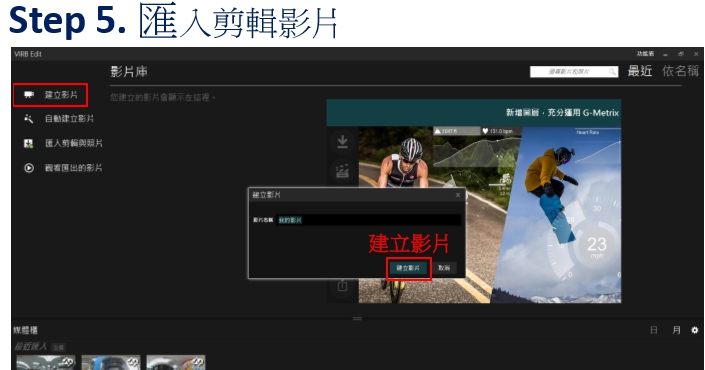 Step 5. 匯入剪輯影片
VIRB Edit
功能表
影片庫
搜尋影片和照片
最近 依名稱
建立影片
您建立的影片會顯示在這裡。
自動建立影片
匯入剪輯與照片
觀看匯出的影片
新增圖層，充分運用 G-Metrix
131.0 bpm
Heart Rate
建立影片
影片名稱
我的影片
建立影片
建立影片
取消
30
23
mph
0
媒體櫃
日 月
最近匯入